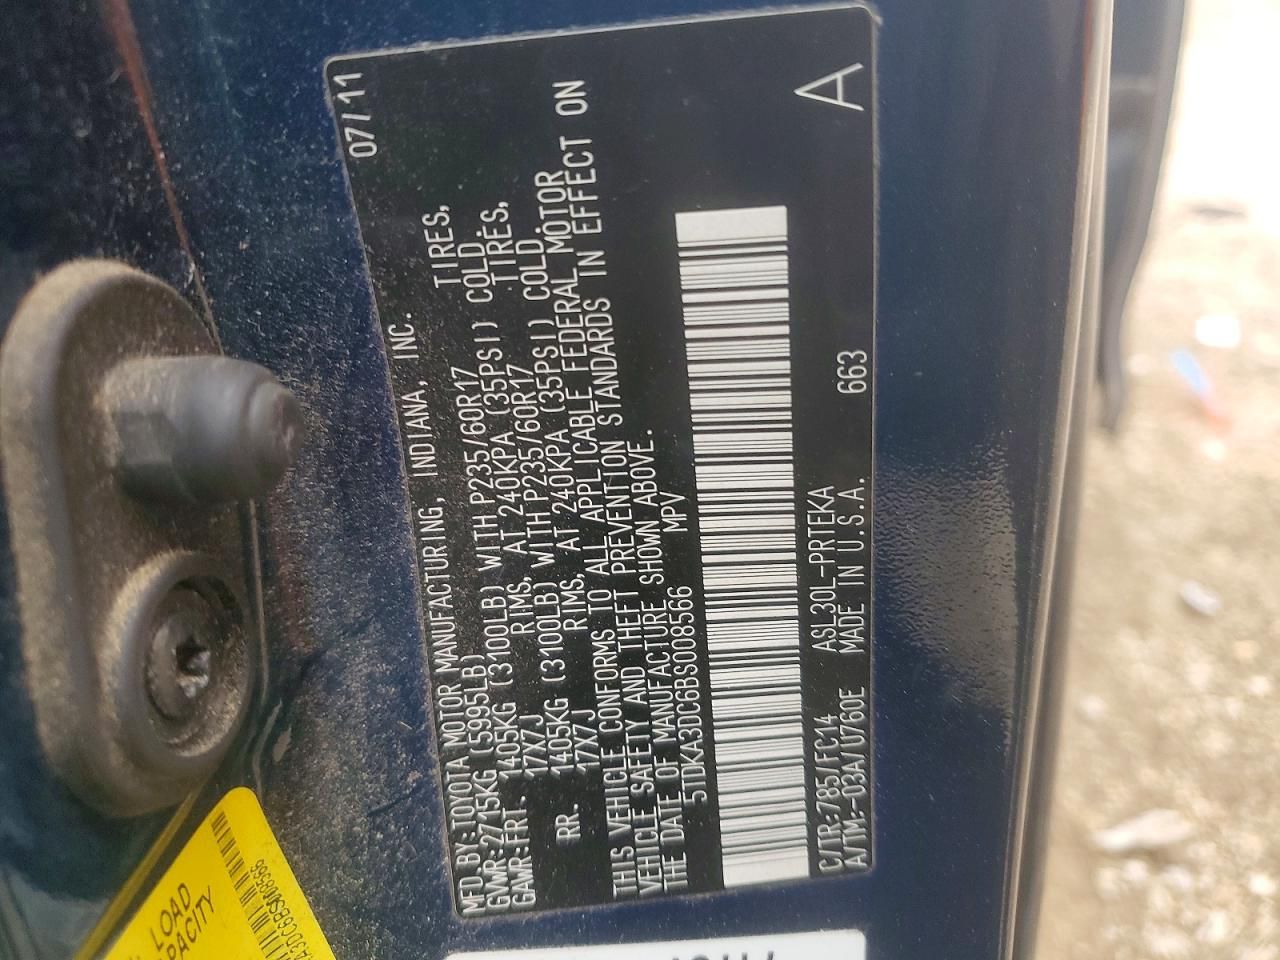 MFD.BY:TOYOTA MOTOR MANUFACTURING, INDIANA, INC. 07/11
GVWR:2715KG (5995LB)
GAWR:FRT. 1405KG (3100LB) WITH P235/60R17 TIRES,
17X7J RIMS, AT 240KPA (35PSI) COLD.
RR. 1405KG (3100LB) WITH P235/60R17 TIRES,
17X7J RIMS, AT 240KPA (35PSI) COLD.
THIS VEHICLE CONFORMS TO ALL APPLICABLE FEDERAL MOTOR
VEHICLE SAFETY AND THEFT PREVENTION STANDARDS IN EFFECT ON
THE DATE OF MANUFACTURE SHOWN ABOVE.
5TDKA3DC6BS008566 MPV
C/TR:785/FC14 ASL30L-PRTEKA 663
A/TM:-03A/U760E MADE IN U.S.A. A
LOAD